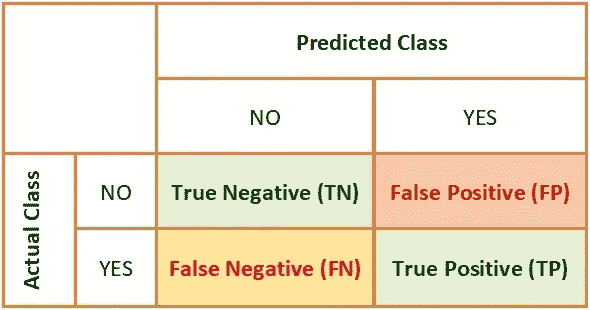 Predicted Class
NO YES
Actual Class
NO True Negative (TN) False Positive (FP)
YES False Negative (FN) True Positive (TP)